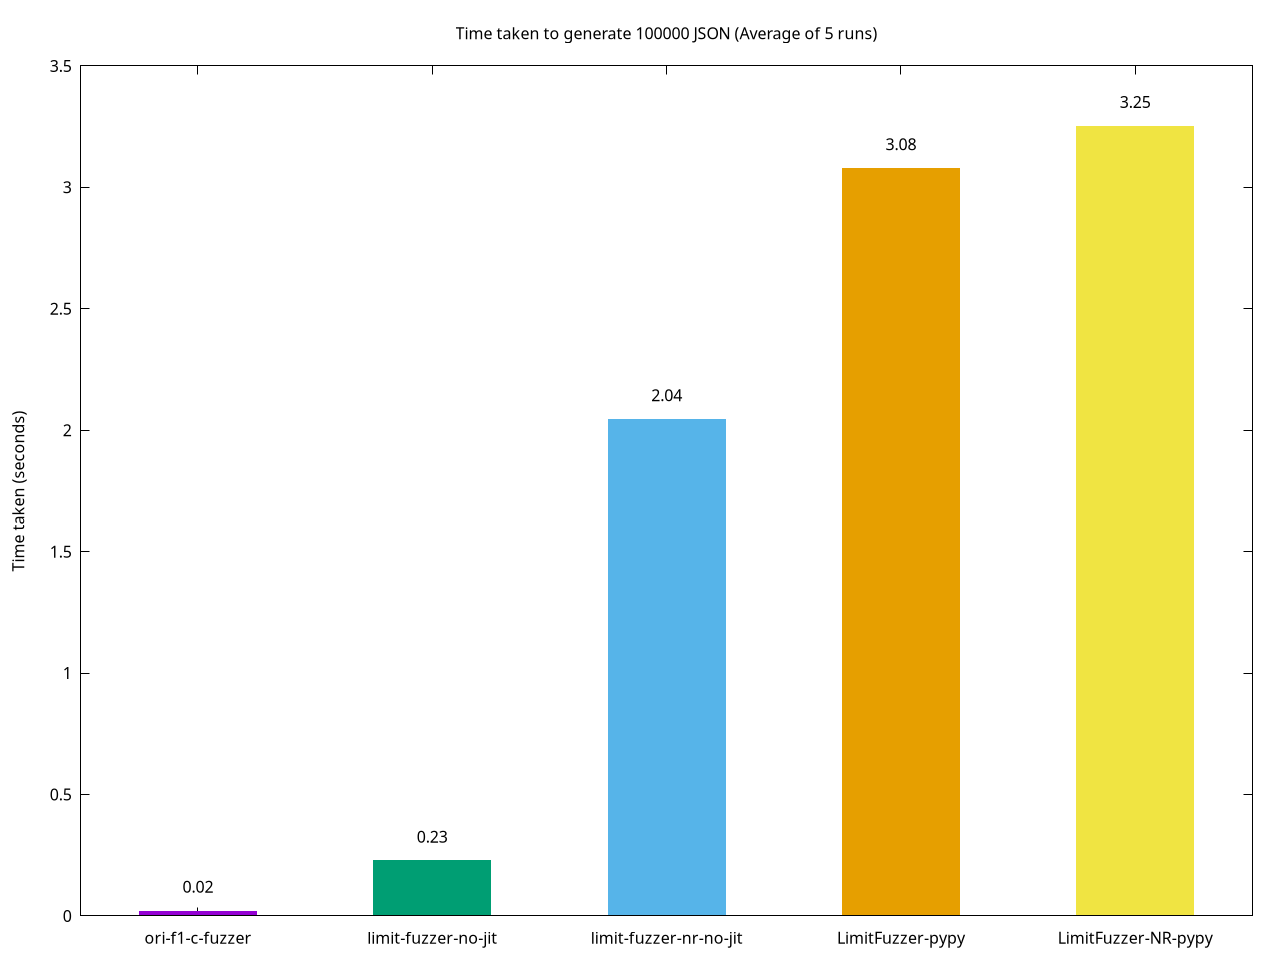 Time taken to generate 100000 JSON (Average of 5 runs)
3.5
3
2.5
2
1.5
1
0.5
0
Time taken (seconds)
0.02
0.23
2.04
3.08
3.25
ori-f1-c-fuzzer
limit-fuzzer-no-jit
limit-fuzzer-nr-no-jit
LimitFuzzer-pypy
LimitFuzzer-NR-pypy